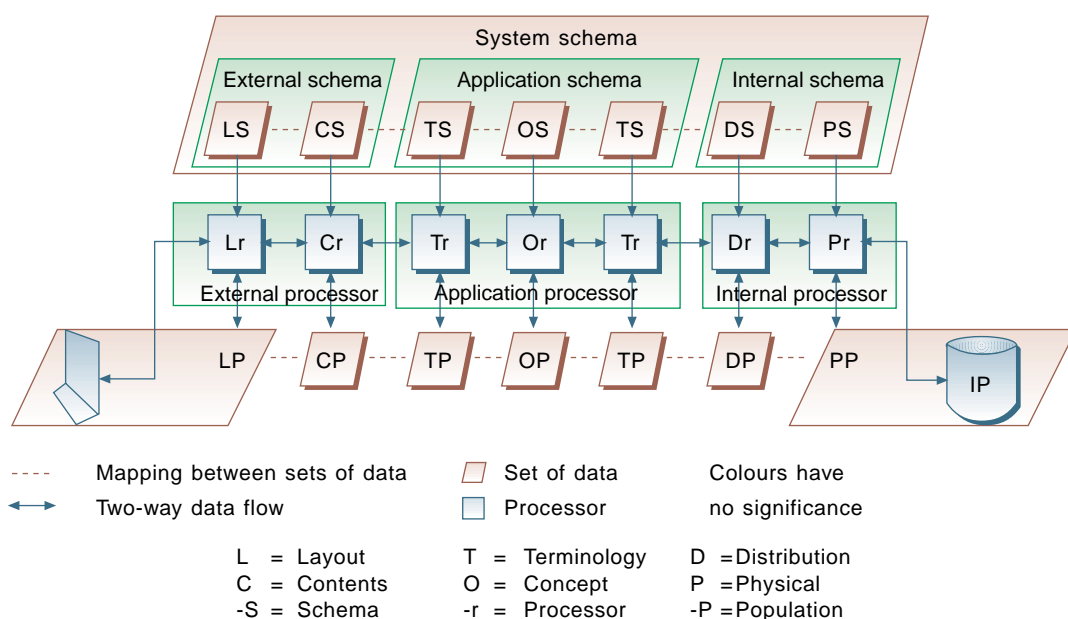 System schema
External schema Application schema Internal schema
LS CS TS OS TS DS PS
Lr Cr Tr Or Tr Dr Pr
External processor Application processor Internal processor
LP CP TP OP TP DP PP IP
Mapping between sets of data Set of data Colours have
Two-way data flow Processor no significance
L = Layout T = Terminology D =Distribution
C = Contents O = Concept P =Physical
-S = Schema -r = Processor -P =Population